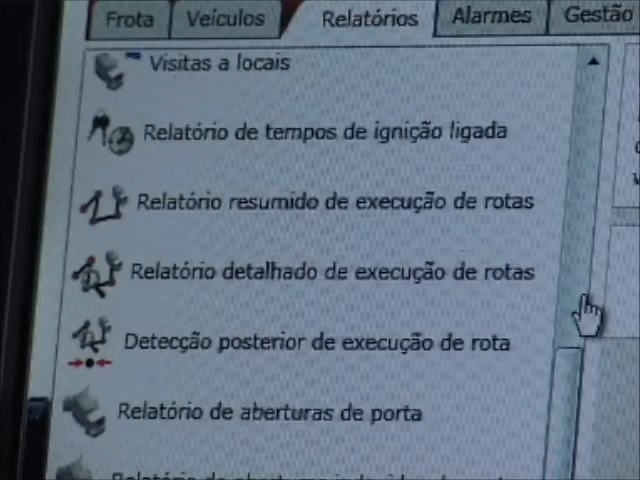 Frota Veículos Relatórios Alarmes Gestão
Visitas a locais
Relatório de tempos de ignição ligada
Relatório resumido de execução de rotas
Relatório detalhado de execução de rotas
Detecção posterior de execução de rota
Relatório de aberturas de porta